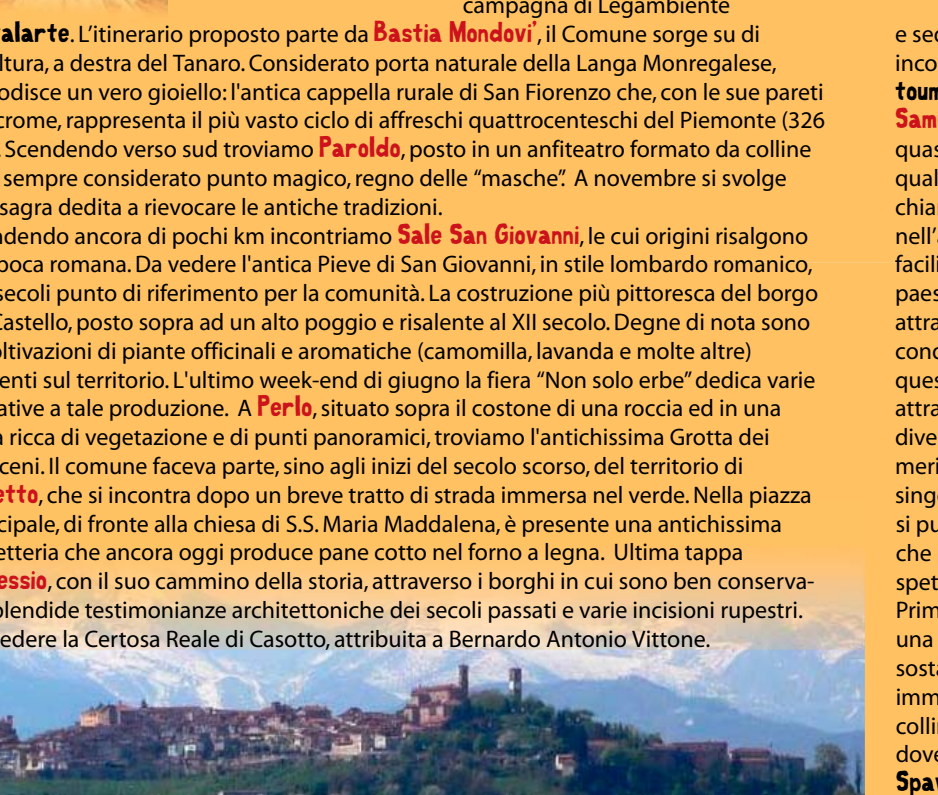 campagna di Legambiente
alarte. L'itinerario proposto parte da Bastia Mondovi', il Comune sorge su di
ltura, a destra del Tanaro. Considerato porta naturale della Langa Monregalese,
odisce un vero gioiello: l'antica cappella rurale di San Fiorenzo che, con le sue pareti
crome, rappresenta il più vasto ciclo di affreschi quattrocenteschi del Piemonte (326
. Scendendo verso sud troviamo Paroldo, posto in un anfiteatro formato da colline
sempre considerato punto magico, regno delle “masche”. A novembre si svolge
sagra dedita a rievocare le antiche tradizioni.
ndendo ancora di pochi km incontriamo Sale San Giovanni, le cui origini risalgono
poca romana. Da vedere l'antica Pieve di San Giovanni, in stile lombardo romanico,
secoli punto di riferimento per la comunità. La costruzione più pittoresca del borgo
Castello, posto sopra ad un alto poggio e risalente al XII secolo. Degne di nota sono
oltivazioni di piante officinali e aromatiche (camomilla, lavanda e molte altre)
enti sul territorio. L'ultimo week-end di giugno la fiera “Non solo erbe” dedica varie
ative a tale produzione. A Perlo, situato sopra il costone di una roccia ed in una
a ricca di vegetazione e di punti panoramici, troviamo l'antichissima Grotta dei
ceni. Il comune faceva parte, sino agli inizi del secolo scorso, del territorio di
etto, che si incontra dopo un breve tratto di strada immersa nel verde. Nella piazza
cipale, di fronte alla chiesa di S.S. Maria Maddalena, è presente una antichissima
etteria che ancora oggi produce pane cotto nel forno a legna. Ultima tappa
essio, con il suo cammino della storia, attraverso i borghi in cui sono ben conserva-
plendide testimonianze architettoniche dei secoli passati e varie incisioni rupestri.
edere la Certosa Reale di Casotto, attribuita a Bernardo Antonio Vittone.
e sec
inco
toum
Sam
quas
qual
chia
nell'a
facili
paes
attra
conc
ques
attra
dive
meri
singo
si pu
che
spet
Prim
una
sosta
imm
colli
dove
Spav